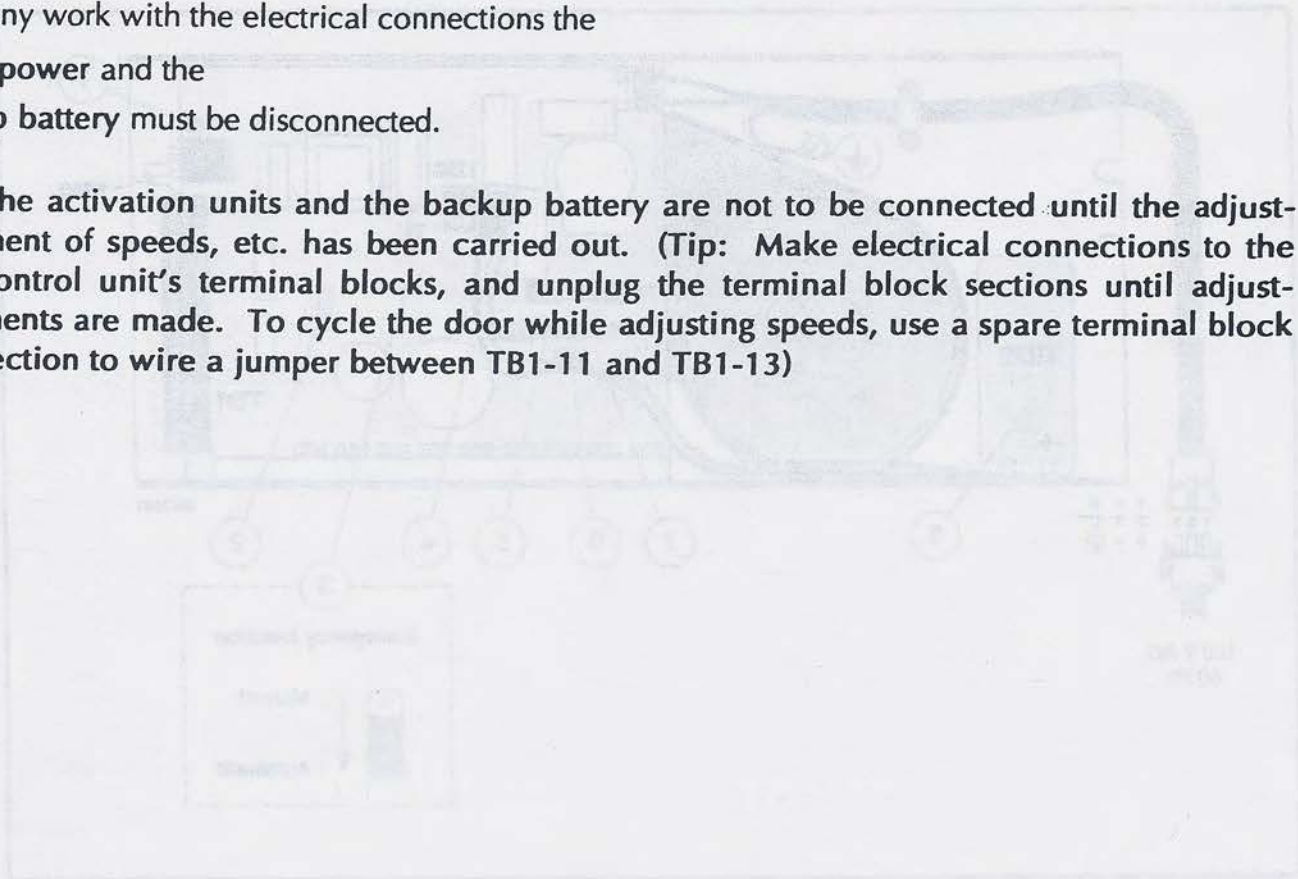 ny work with the electrical connections the
power and the
battery must be disconnected.
he activation units and the backup battery are not to be connected until the adjust-
ent of speeds, etc. has been carried out. (Tip: Make electrical connections to the
ontrol unit's terminal blocks, and unplug the terminal block sections until adjust-
ents are made. To cycle the door while adjusting speeds, use a spare terminal block
ction to wire a jumper between TB1-11 and TB1-13)